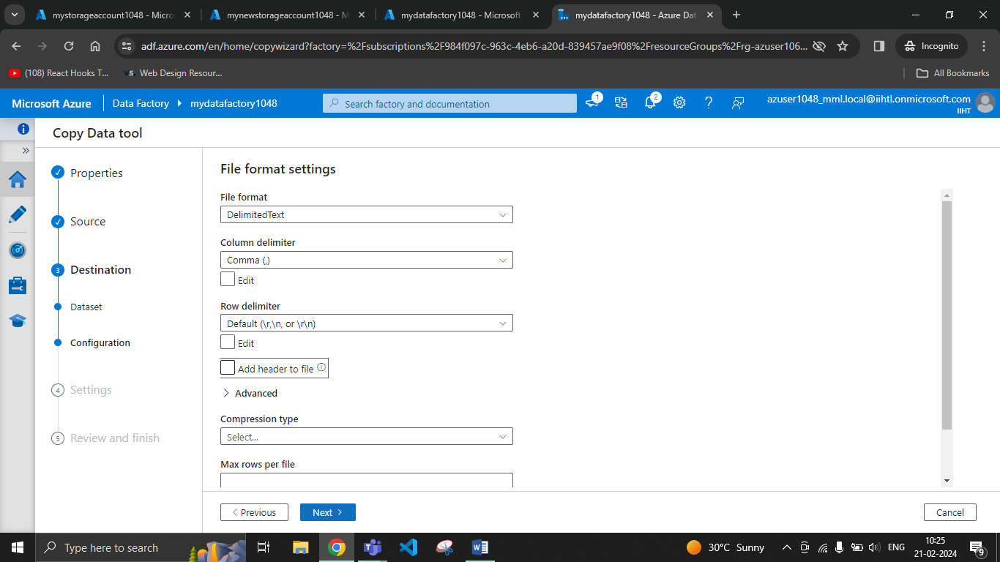 mystorageaccount1048 - Micro
mynewstorageaccount1048 - M
mydatafactory1048 - Microsoft
mydatafactory1048 - Azure Dat
adf.azure.com/en/home/copywizard?factory=%2Fsubscriptions%2F984f097c-963c-4eb6-a20d-839457ae9f08%2FresourceGroups%2Frg-azuser106...
Incognito
(108) React Hooks T...
VS.
Web Design Resour...
All Bookmarks
Microsoft Azure
Data Factory
mydatafactory1048
Search factory and documentation
1
2
azuser1048_mml.local@iihtl.onmicrosoft.com
IIHT
Copy Data tool
Properties
Source
3 Destination
Dataset
Configuration
4 Settings
5 Review and finish
File format settings
File format
DelimitedText
Column delimiter
Comma (,)
Edit
Row delimiter
Default (\r,\n, or \r\n)
Edit
Add header to file
Advanced
Compression type
Select...
Max rows per file
Previous
Next
Cancel
Type here to search
30°C Sunny
ENG
10:25
21-02-2024
9